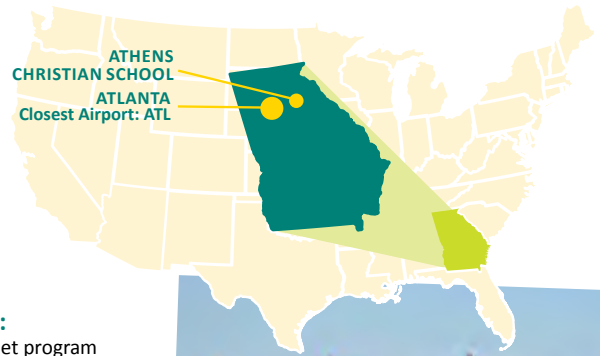 ATHENS
CHRISTIAN SCHOOL
ATLANTA
Closest Airport: ATL
:
et program